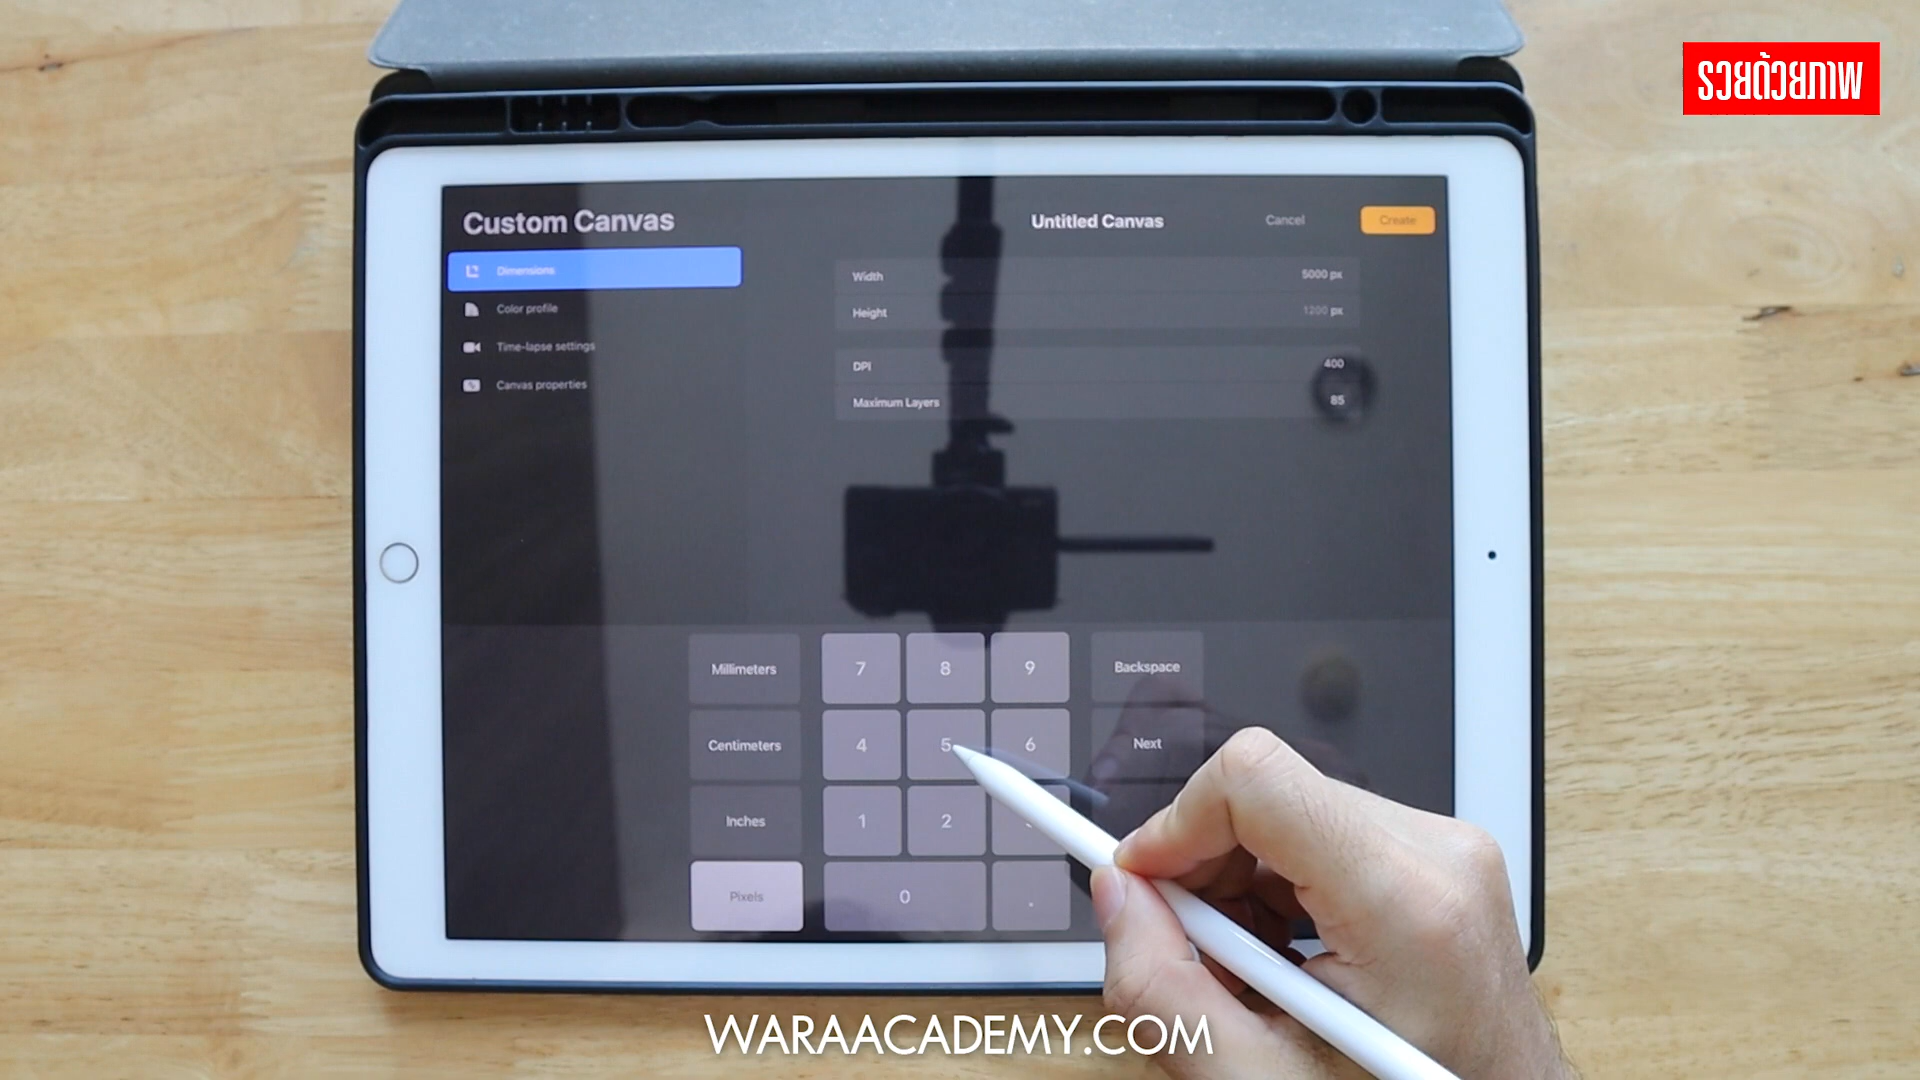 รวยด้วยภาพ
Custom Canvas
Untitled Canvas
Cancel
Create
Dimensions
Color profile
Time-lapse settings
Canvas properties
Width 5000 px
Height 1200 px
DPI 400
Maximum Layers 85
Millimeters 7 8 9 Backspace
Centimeters 4 5 6 Next
Inches 1 2
Pixels 0 .
WARAACADEMY.COM